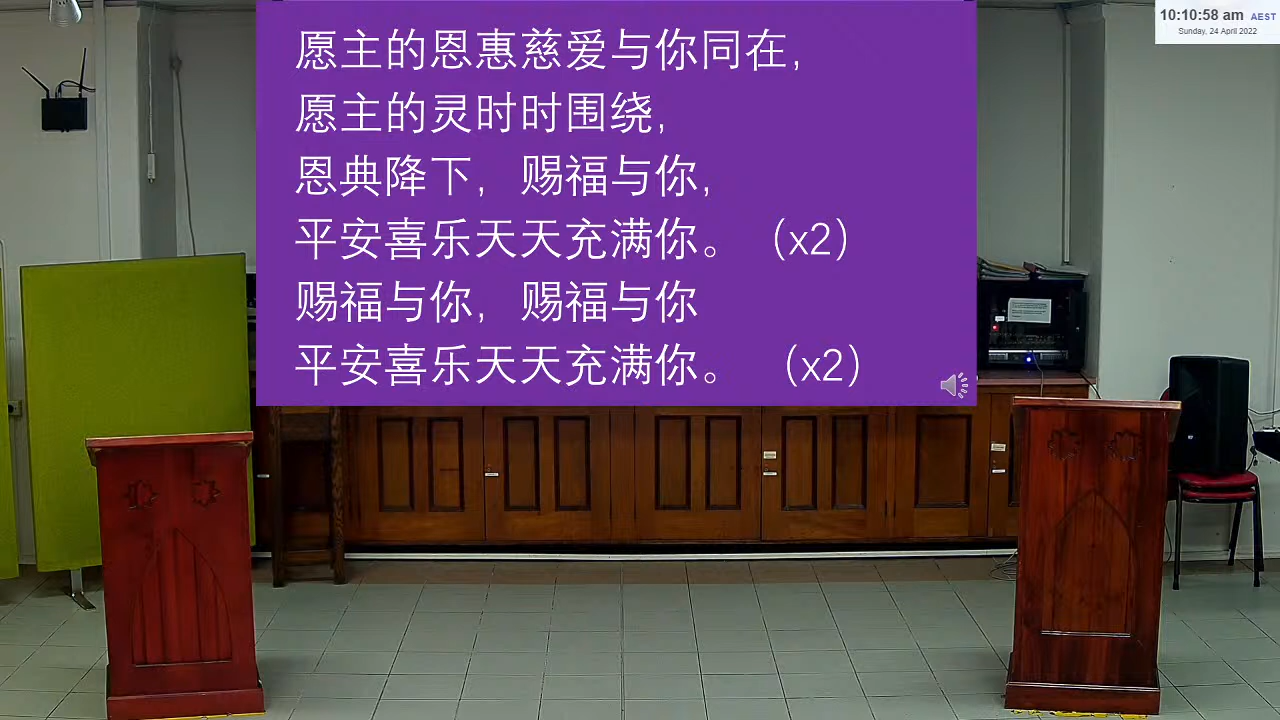 愿主的恩惠慈爱与你同在,
愿主的灵时时围绕,
恩典降下, 赐福与你,
平安喜乐天天充满你。（x2）
赐福与你, 赐福与你
平安喜乐天天充满你。（x2）
10:10:58 am AEST
Sunday, 24 April 2022